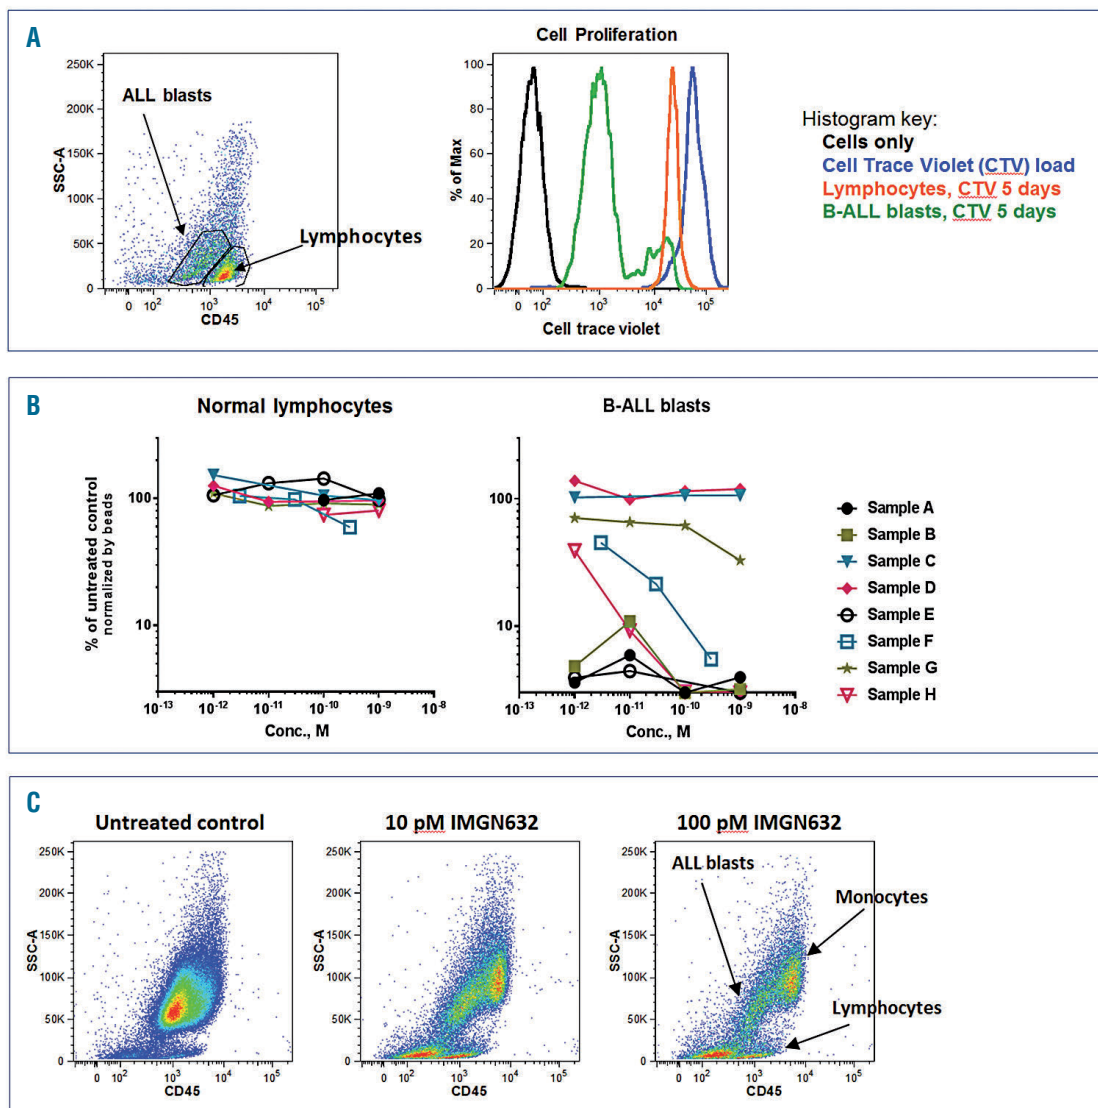 A
Cell Proliferation
250K
200K
150K
100K
50K
0
SSC-A
ALL blasts
Lymphocytes
0 10² 10³ 10⁴ 10⁵
CD45
100
80
60
40
20
0
% of Max
0 10² 10³ 10⁴ 10⁵
Cell trace violet
Histogram key:
Cells only
Cell Trace Violet (CTV) load
Lymphocytes, CTV 5 days
B-ALL blasts, CTV 5 days
B
Normal lymphocytes
B-ALL blasts
% of untreated control
normalized by beads
100
10
10⁻¹³ 10⁻¹² 10⁻¹¹ 10⁻¹⁰ 10⁻⁹ 10⁻⁸
Conc., M
100
10
10⁻¹³ 10⁻¹² 10⁻¹¹ 10⁻¹⁰ 10⁻⁹ 10⁻⁸
Conc., M
Sample A
Sample B
Sample C
Sample D
Sample E
Sample F
Sample G
Sample H
C
Untreated control
10 pM IMGN632
100 pM IMGN632
250K
200K
150K
100K
50K
0
SSC-A
0 10² 10³ 10⁴ 10⁵
CD45
250K
200K
150K
100K
50K
0
SSC-A
0 10² 10³ 10⁴ 10⁵
CD45
250K
200K
150K
100K
50K
0
SSC-A
ALL blasts
Monocytes
Lymphocytes
0 10² 10³ 10⁴ 10⁵
CD45